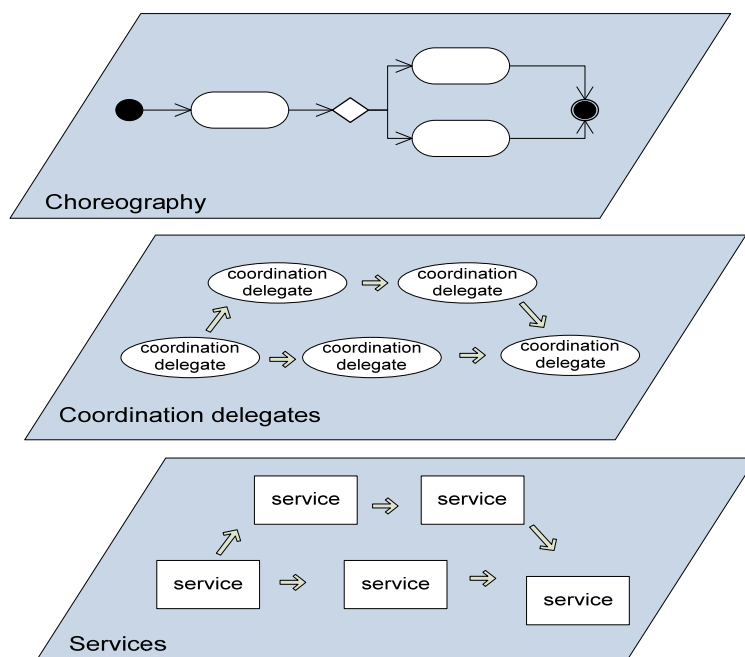 Choreography
coordination
delegate
coordination
delegate
coordination
delegate
coordination
delegate
coordination
delegate
Coordination delegates
service
service
service
service
service
Services